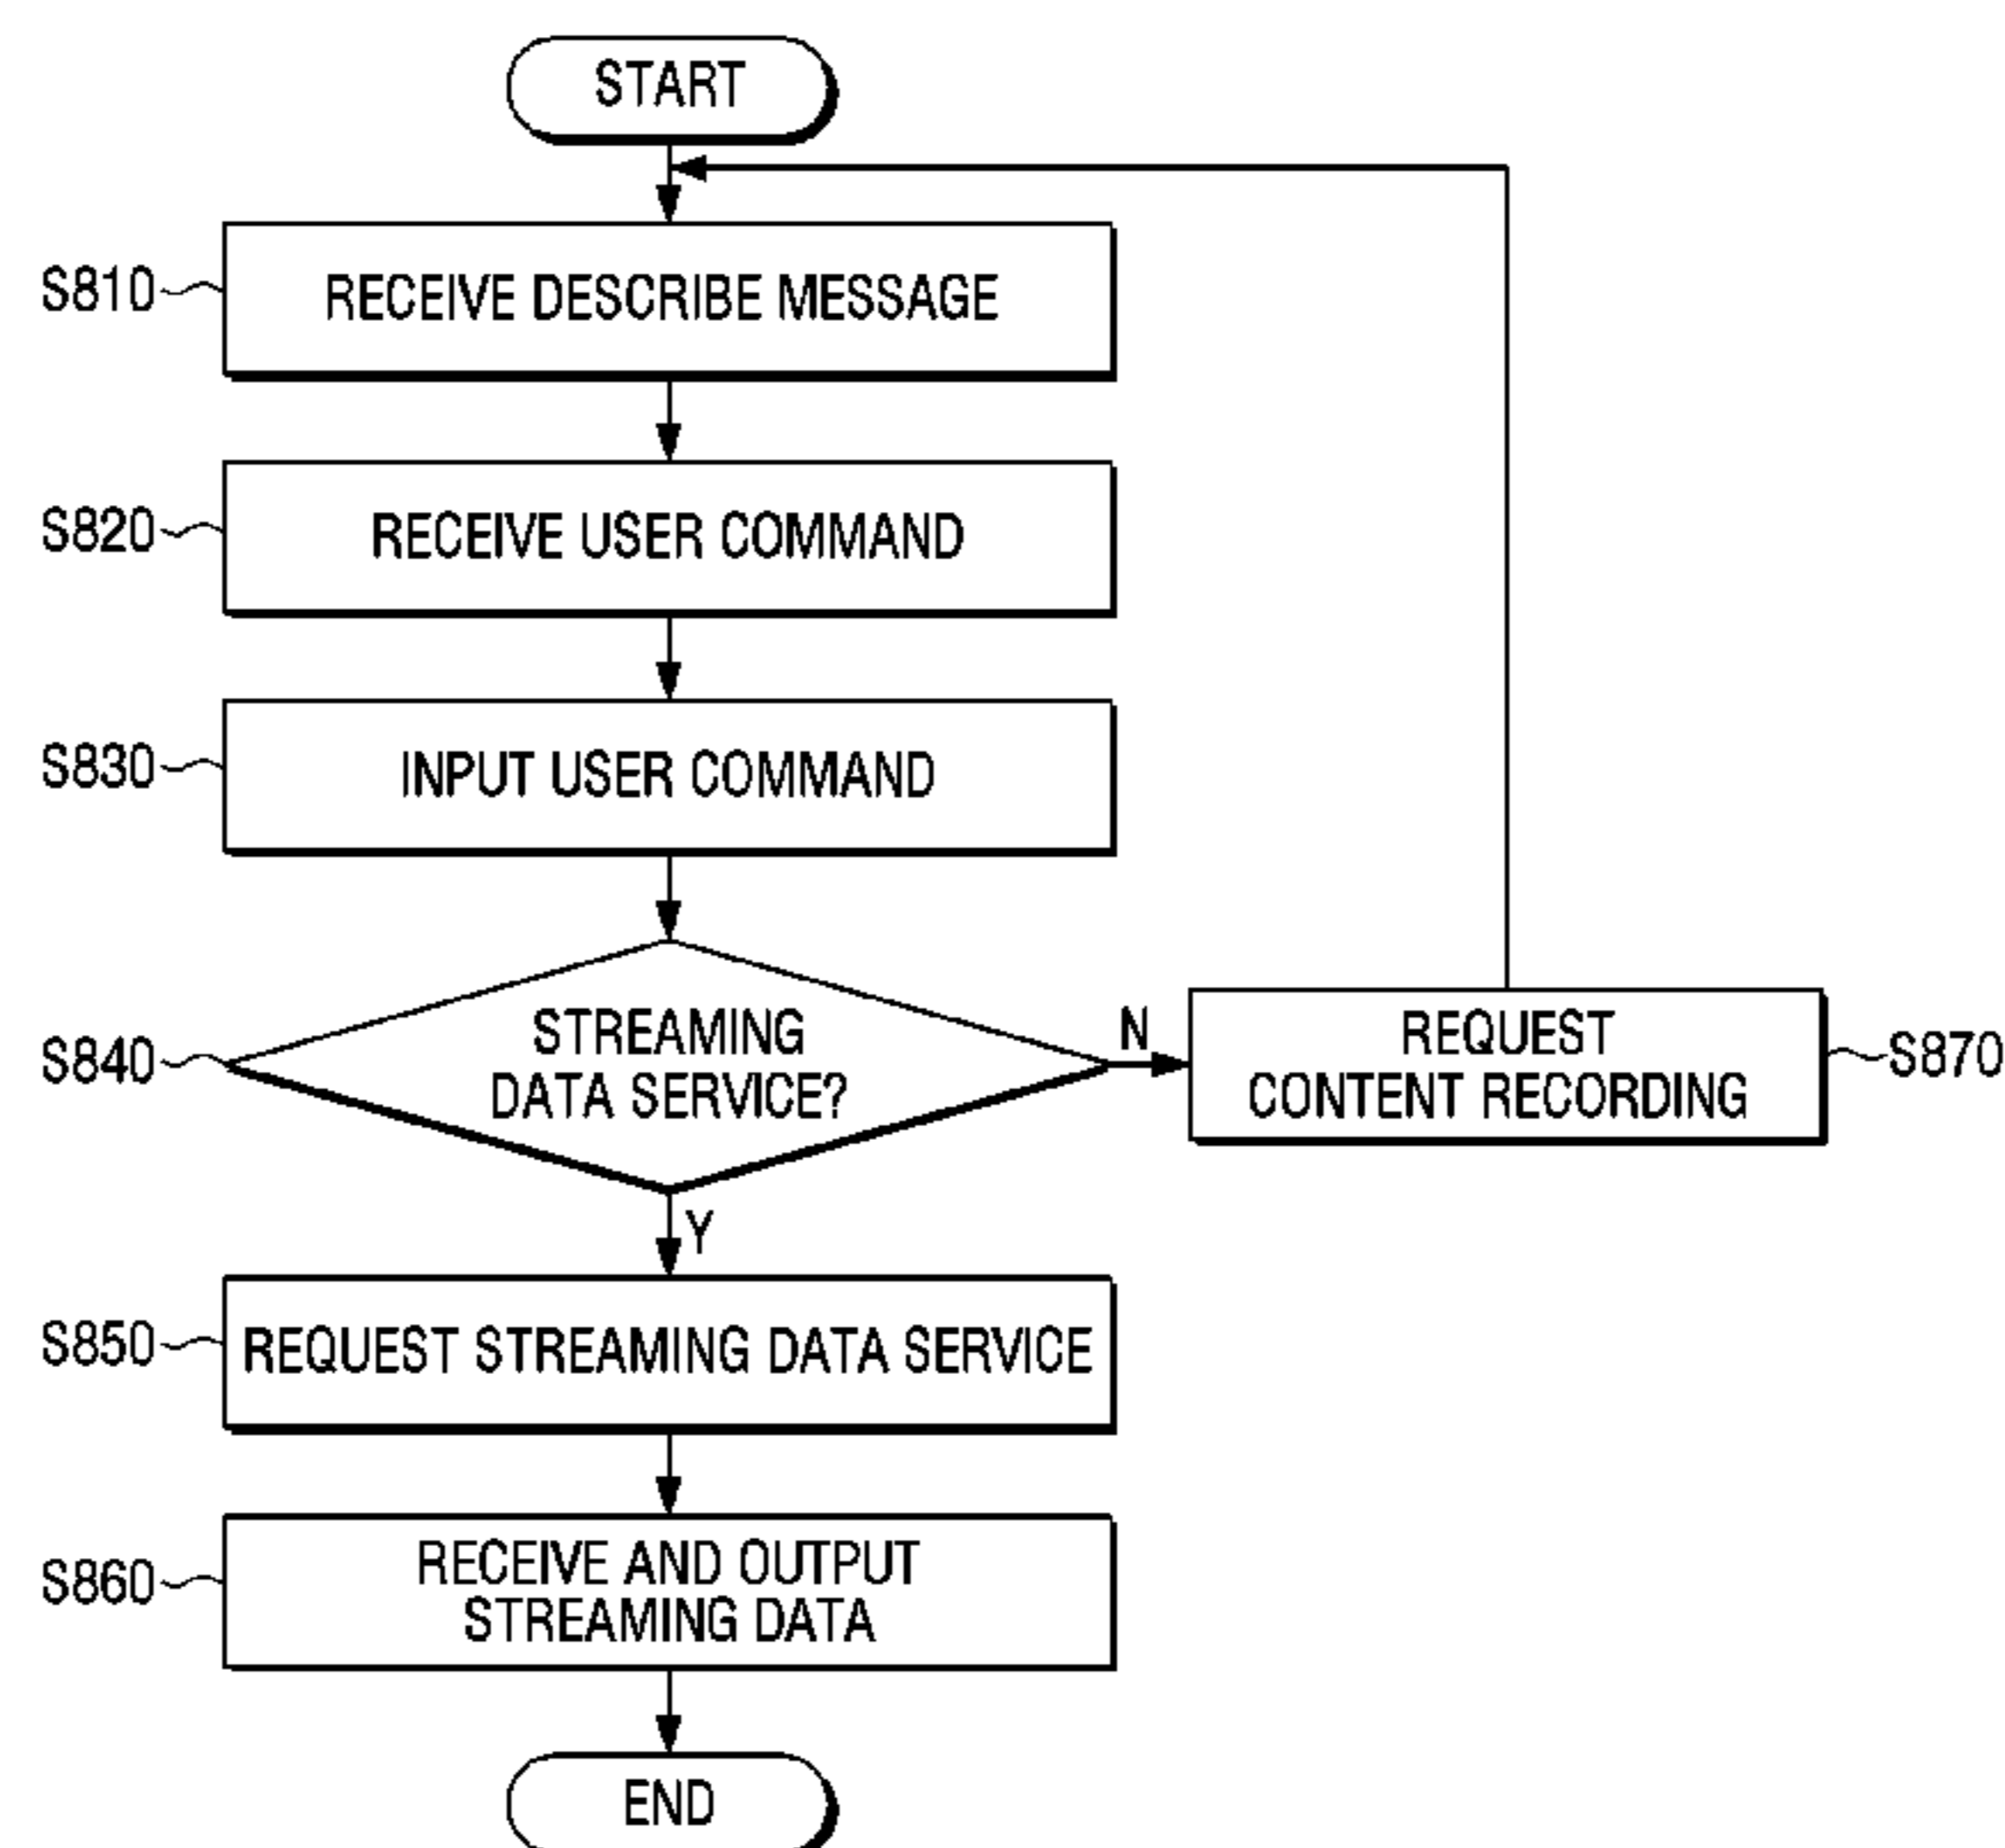 START
S810
RECEIVE DESCRIBE MESSAGE
S820
RECEIVE USER COMMAND
S830
INPUT USER COMMAND
S840
STREAMING
DATA SERVICE?
N
REQUEST
CONTENT RECORDING
S870
Y
S850
REQUEST STREAMING DATA SERVICE
S860
RECEIVE AND OUTPUT
STREAMING DATA
END